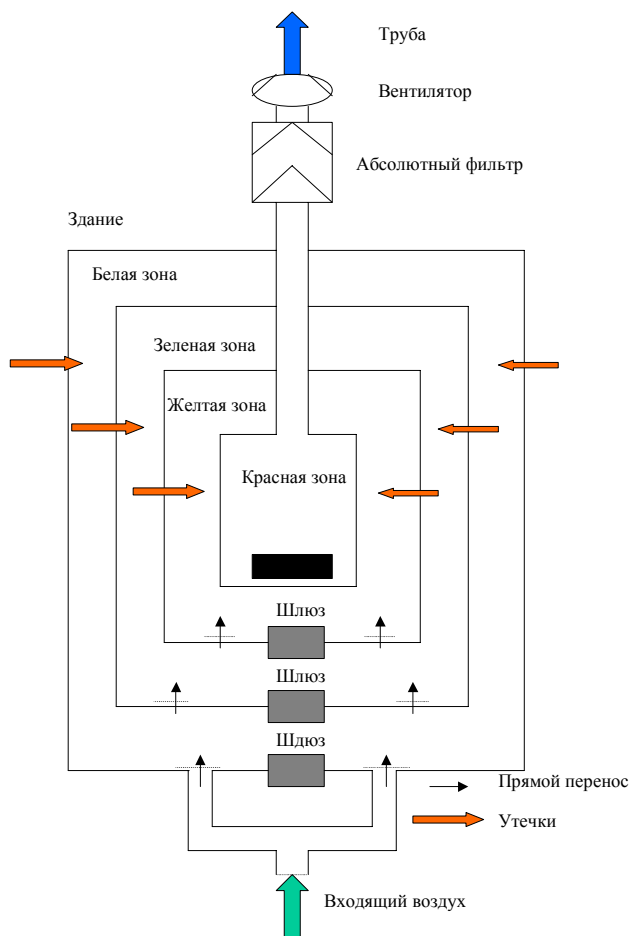 Труба
Вентилятор
Абсолютный фильтр
Здание
Белая зона
Зеленая зона
Желтая зона
Красная зона
Шлюз
Шлюз
Шдюз
Прямой перенос
Утечки
Входящий воздух